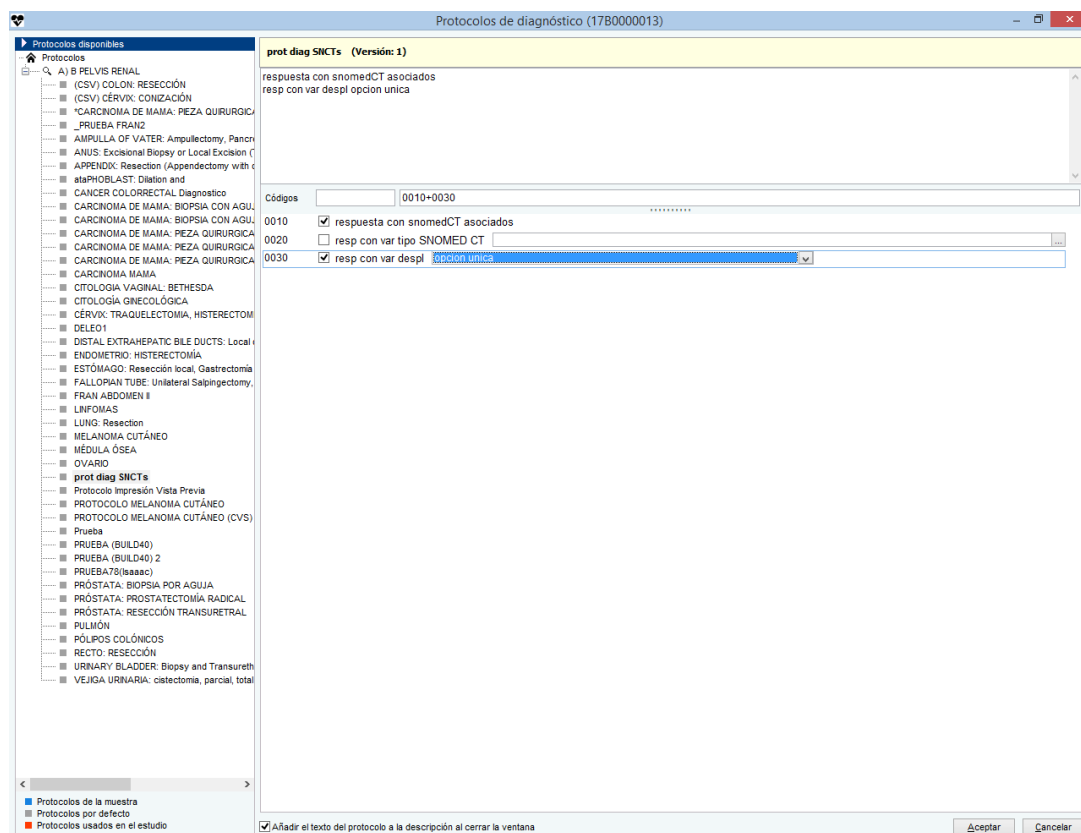 Protocolos de diagnóstico (17B0000013)
Protocolos disponibles
Protocolos
A) B PELVIS RENAL
(CSV) COLON: RESECCIÓN
(CSV) CÉRVIX: CONIZACIÓN
*CARCINOMA DE MAMA: PIEZA QUIRURGICA
_PRUEBA FRAN2
AMPULLA OF VATER: Ampullectomy, Pancre
ANUS: Excisional Biopsy or Local Excision (
APPENDIX: Resection (Appendectomy with o
ataPHOBLAST: Dilation and
CANCER COLORRECTAL Diagnostico
CARCINOMA DE MAMA: BIOPSIA CON AGUJ
CARCINOMA DE MAMA: BIOPSIA CON AGUJ
CARCINOMA DE MAMA: PIEZA QUIRURGICA
CARCINOMA DE MAMA: PIEZA QUIRURGICA
CARCINOMA DE MAMA: PIEZA QUIRURGICA
CARCINOMA MAMA
CITOLOGIA VAGINAL: BETHESDA
CITOLOGÍA GINECOLÓGICA
CÉRVIX: TRAQUELECTOMIA, HISTERECTOM
DELEO1
DISTAL EXTRAHEPATIC BILE DUCTS: Local
ENDOMETRIO: HISTERECTOMÍA
ESTÓMAGO: Resección local, Gastrectomía
FALLOPIAN TUBE: Unilateral Salpingectomy,
FRAN ABDOMEN II
LINFOMAS
LUNG: Resection
MELANOMA CUTÁNEO
MÉDULA ÓSEA
OVARIO
prot diag SNCTs
Protocolo Impresión Vista Previa
PROTOCOLO MELANOMA CUTÁNEO
PROTOCOLO MELANOMA CUTÁNEO (CVS)
Prueba
PRUEBA (BUILD40)
PRUEBA (BUILD40) 2
PRUEBA78(Isaaac)
PRÓSTATA: BIOPSIA POR AGUJA
PRÓSTATA: PROSTATECTOMÍA RADICAL
PRÓSTATA: RESECCIÓN TRANSURETRAL
PULMÓN
PÓLIPOS COLÓNICOS
RECTO: RESECCIÓN
URINARY BLADDER: Biopsy and Transureth
VEJIGA URINARIA: cistectomia, parcial, total
Protocolos de la muestra
Protocolos por defecto
Protocolos usados en el estudio
prot diag SNCTs (Versión: 1)
respuesta con snomedCT asociados
resp con var despl opcion unica
Códigos 0010+0030
0010 respuesta con snomedCT asociados
0020 resp con var tipo SNOMED CT ...
0030 resp con var despl opcion unica
Añadir el texto del protocolo a la descripción al cerrar la ventana
Aceptar Cancelar